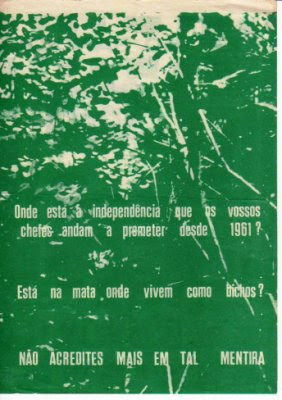 Onde está a independência que os vossos
chefes andam a prometer desde 1961?
Está na mata onde vivem como bichos?
NÃO ACREDITES MAIS EM TAL MENTIRA